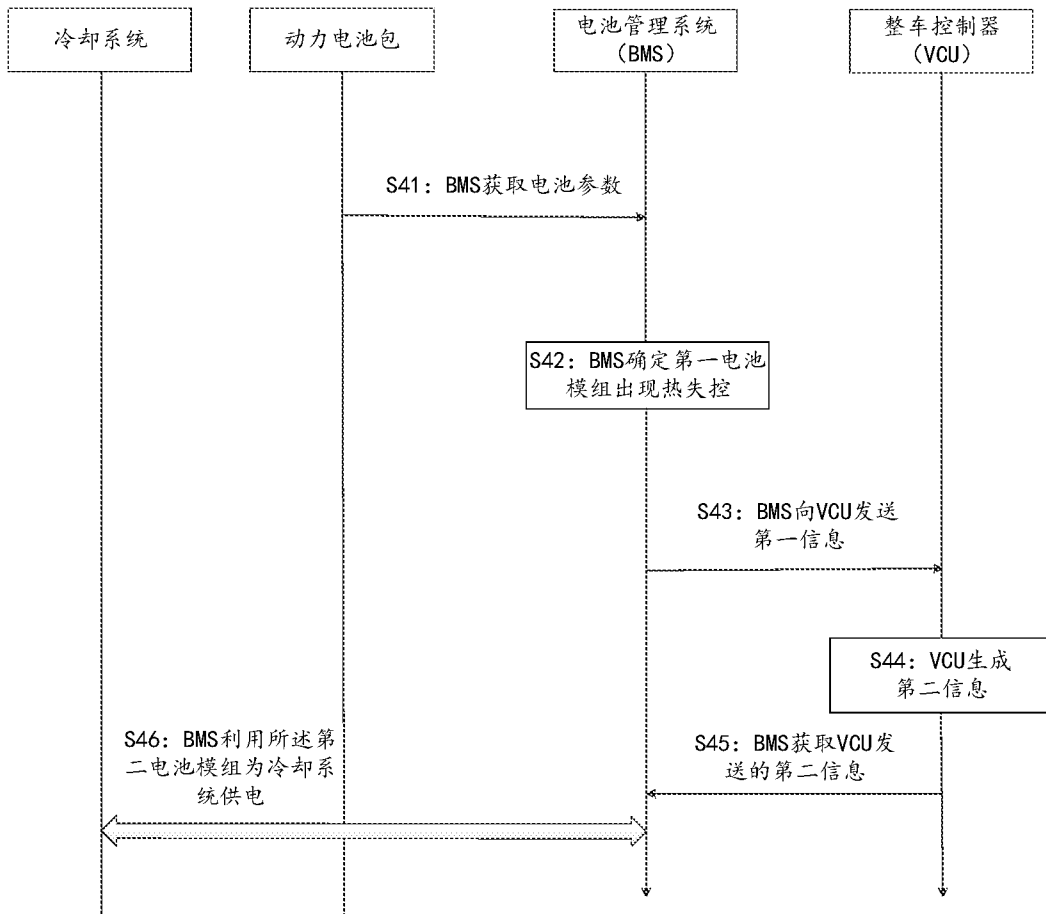 冷却系统
动力电池包
电池管理系统
（BMS）
整车控制器
（VCU）
S41：BMS获取电池参数
S42：BMS确定第一电池
模组出现热失控
S43：BMS向VCU发送
第一信息
S44：VCU生成
第二信息
S46：BMS利用所述第
二电池模组为冷却系
统供电
S45：BMS获取VCU发
送的第二信息